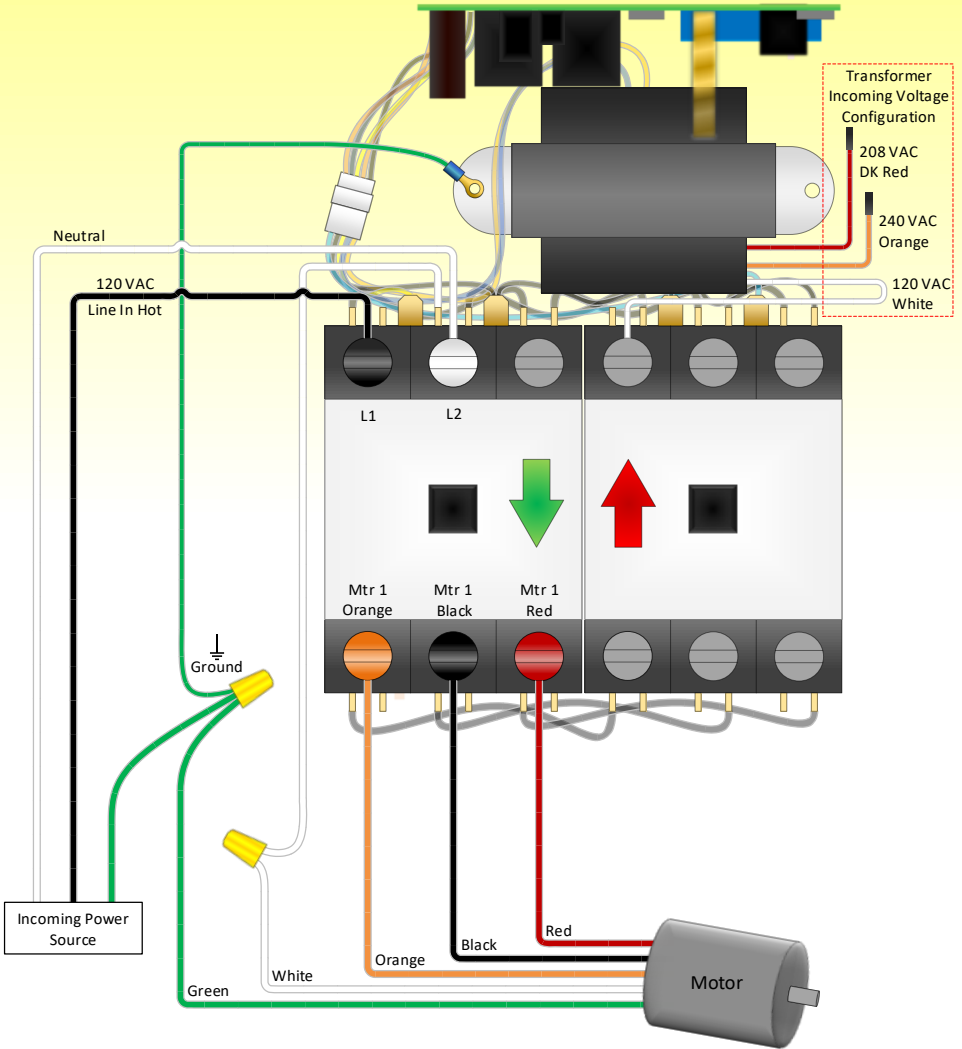 Transformer
Incoming Voltage
Configuration
208 VAC
DK Red
240 VAC
Orange
Neutral
120 VAC
Line In Hot
120 VAC
White
L1
L2
Mtr 1
Orange
Mtr 1
Black
Mtr 1
Red
Ground
Incoming Power
Source
Red
Black
Orange
White
Green
Motor